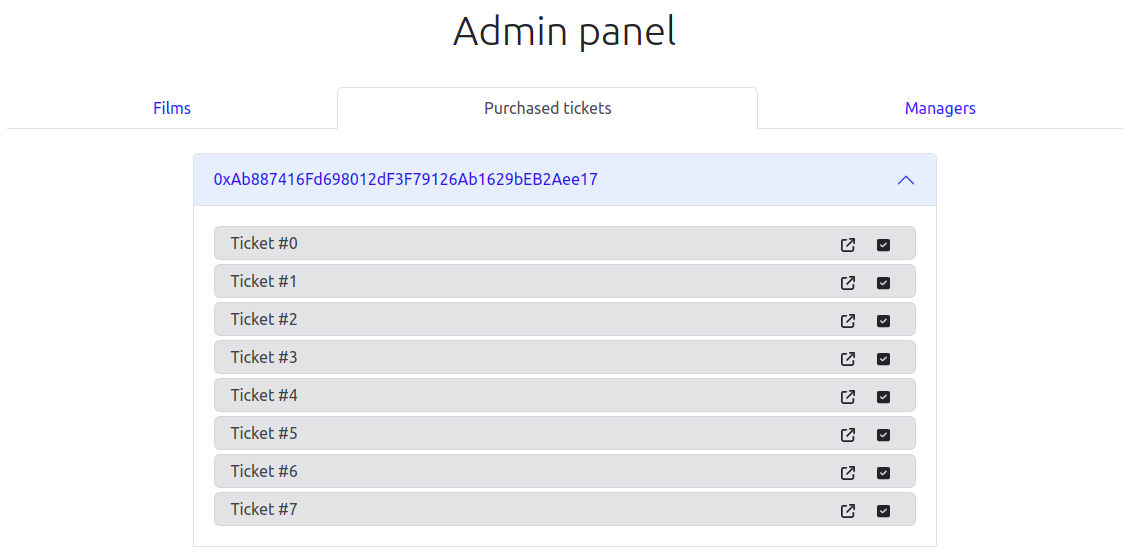 Admin panel
Films
Purchased tickets
Managers
0xAb887416Fd698012dF3F79126Ab1629bEB2Aee17
Ticket #0
Ticket #1
Ticket #2
Ticket #3
Ticket #4
Ticket #5
Ticket #6
Ticket #7